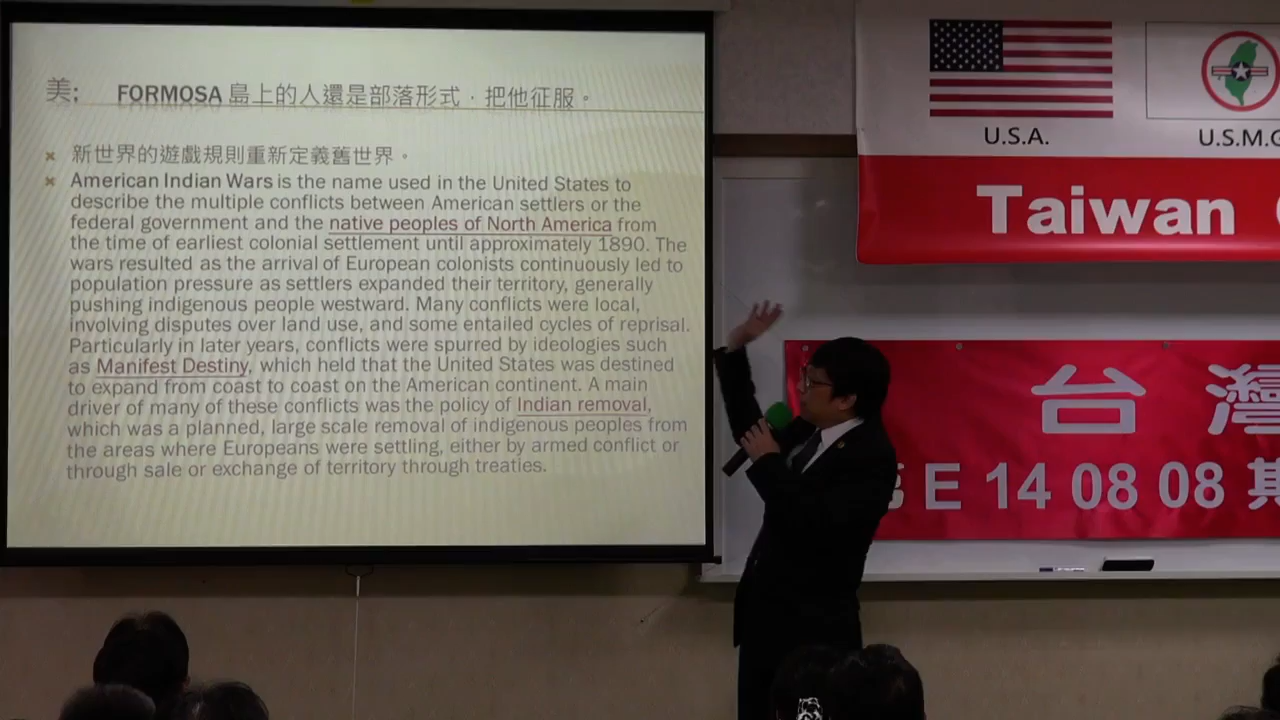 美; FORMOSA 島上的人還是部落形式，把他征服。
新世界的遊戲規則重新定義舊世界。
American Indian Wars is the name used in the United States to
describe the multiple conflicts between American settlers or the
federal government and the native peoples of North America from
the time of earliest colonial settlement until approximately 1890. The
wars resulted as the arrival of European colonists continuously led to
population pressure as settlers expanded their territory, generally
pushing indigenous people westward. Many conflicts were local,
involving disputes over land use, and some entailed cycles of reprisal.
Particularly in later years, conflicts were spurred by ideologies such
as Manifest Destiny, which held that the United States was destined
to expand from coast to coast on the American continent. A main
driver of many of these conflicts was the policy of Indian removal,
which was a planned, large scale removal of indigenous peoples from
the areas where Europeans were settling, either by armed conflict or
through sale or exchange of territory through treaties.
U.S.A.
U.S.M.G
Taiwan
台灣
E 14 08 08 期